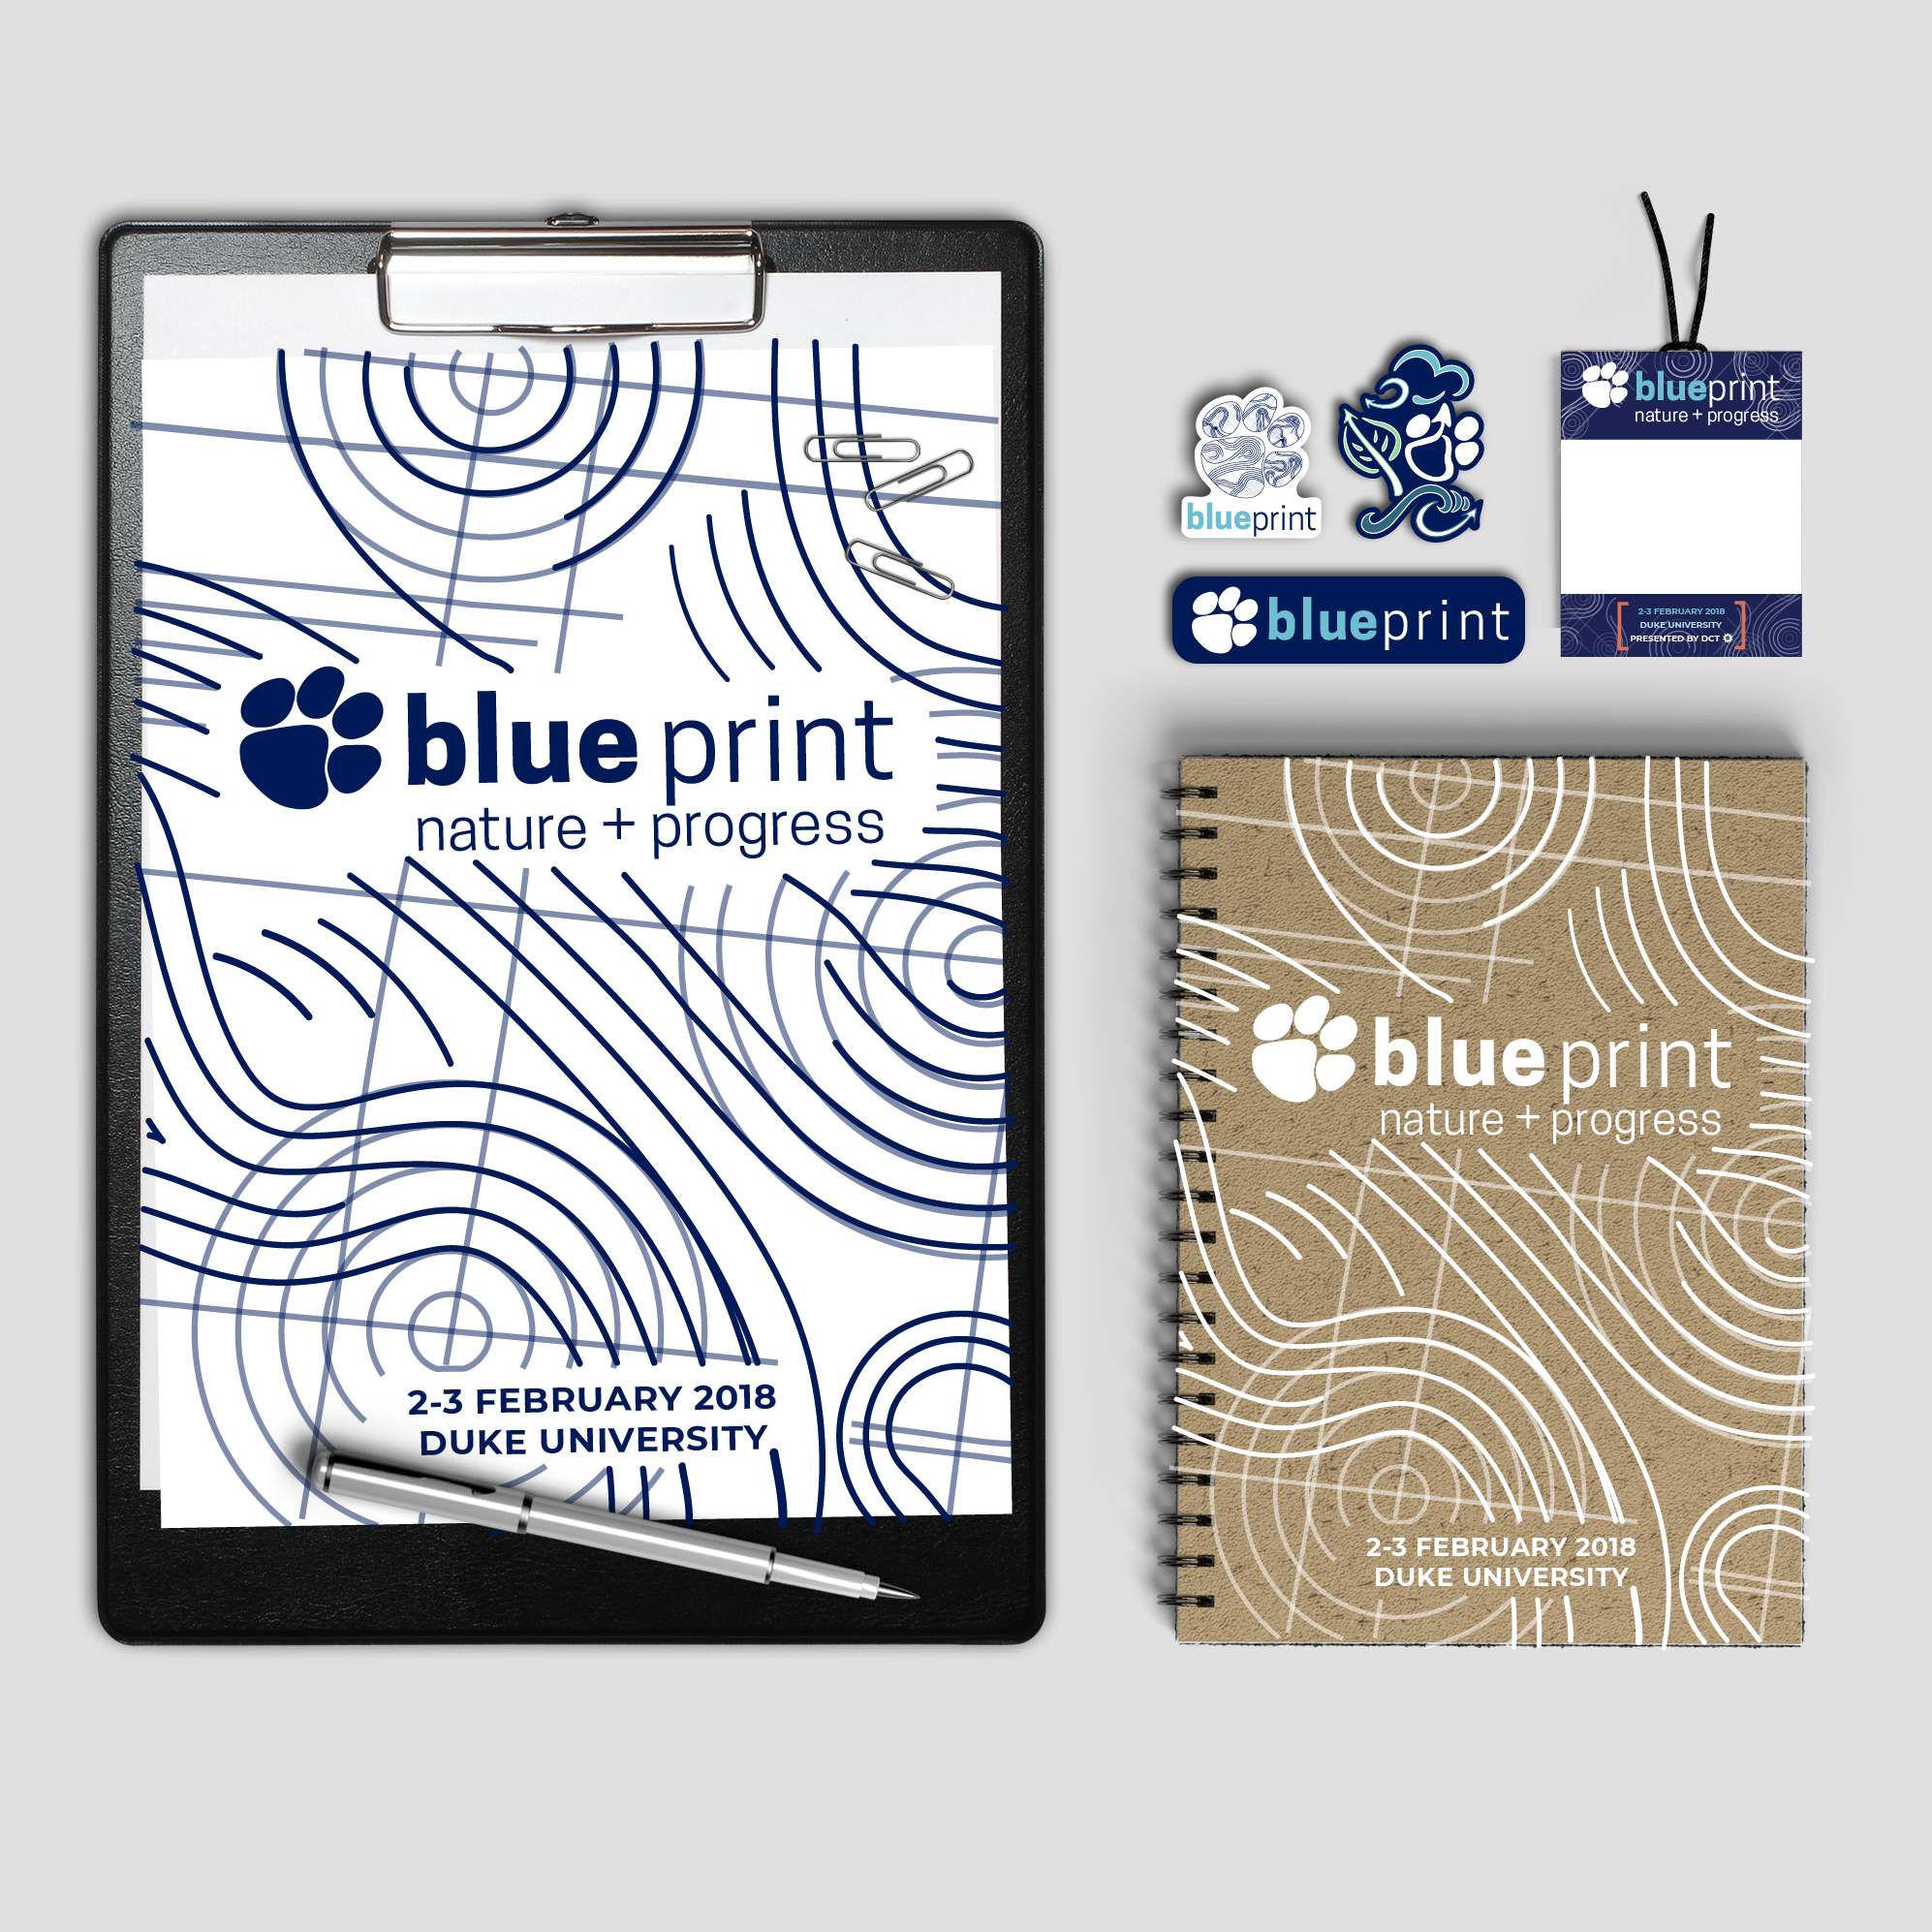 blue print
nature + progress
2-3 FEBRUARY 2018
DUKE UNIVERSITY
blueprint
blueprint
blueprint
nature + progress
2-3 FEBRUARY 2018
DUKE UNIVERSITY
PRESENTED BY DCT
blue print
nature + progress
2-3 FEBRUARY 2018
DUKE UNIVERSITY